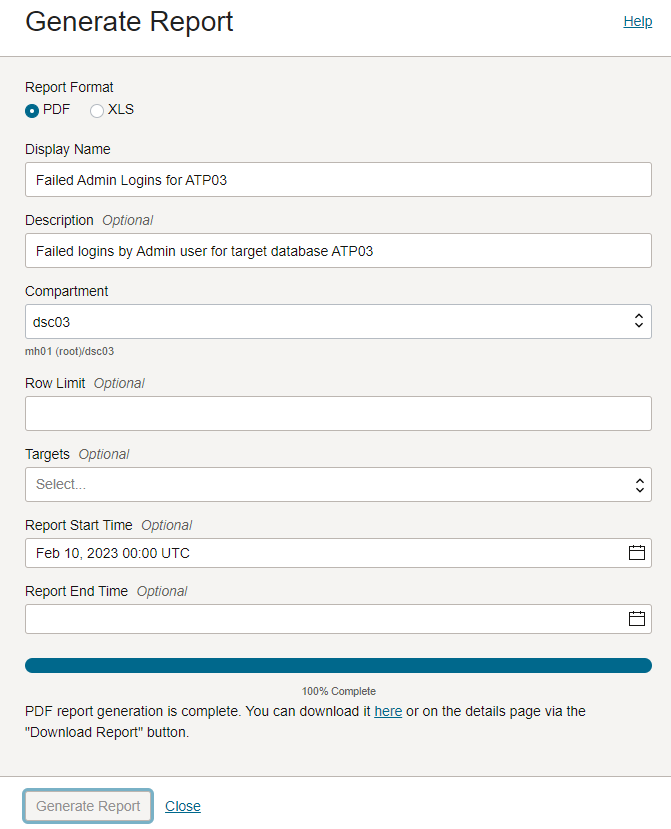 Generate Report
Help
Report Format
PDF XLS
Display Name
Failed Admin Logins for ATP03
Description Optional
Failed logins by Admin user for target database ATP03
Compartment
dsc03
mh01 (root)/dsc03
Row Limit Optional
Targets Optional
Select...
Report Start Time Optional
Feb 10, 2023 00:00 UTC
Report End Time Optional
100% Complete
PDF report generation is complete. You can download it here or on the details page via the
"Download Report" button.
Generate Report Close